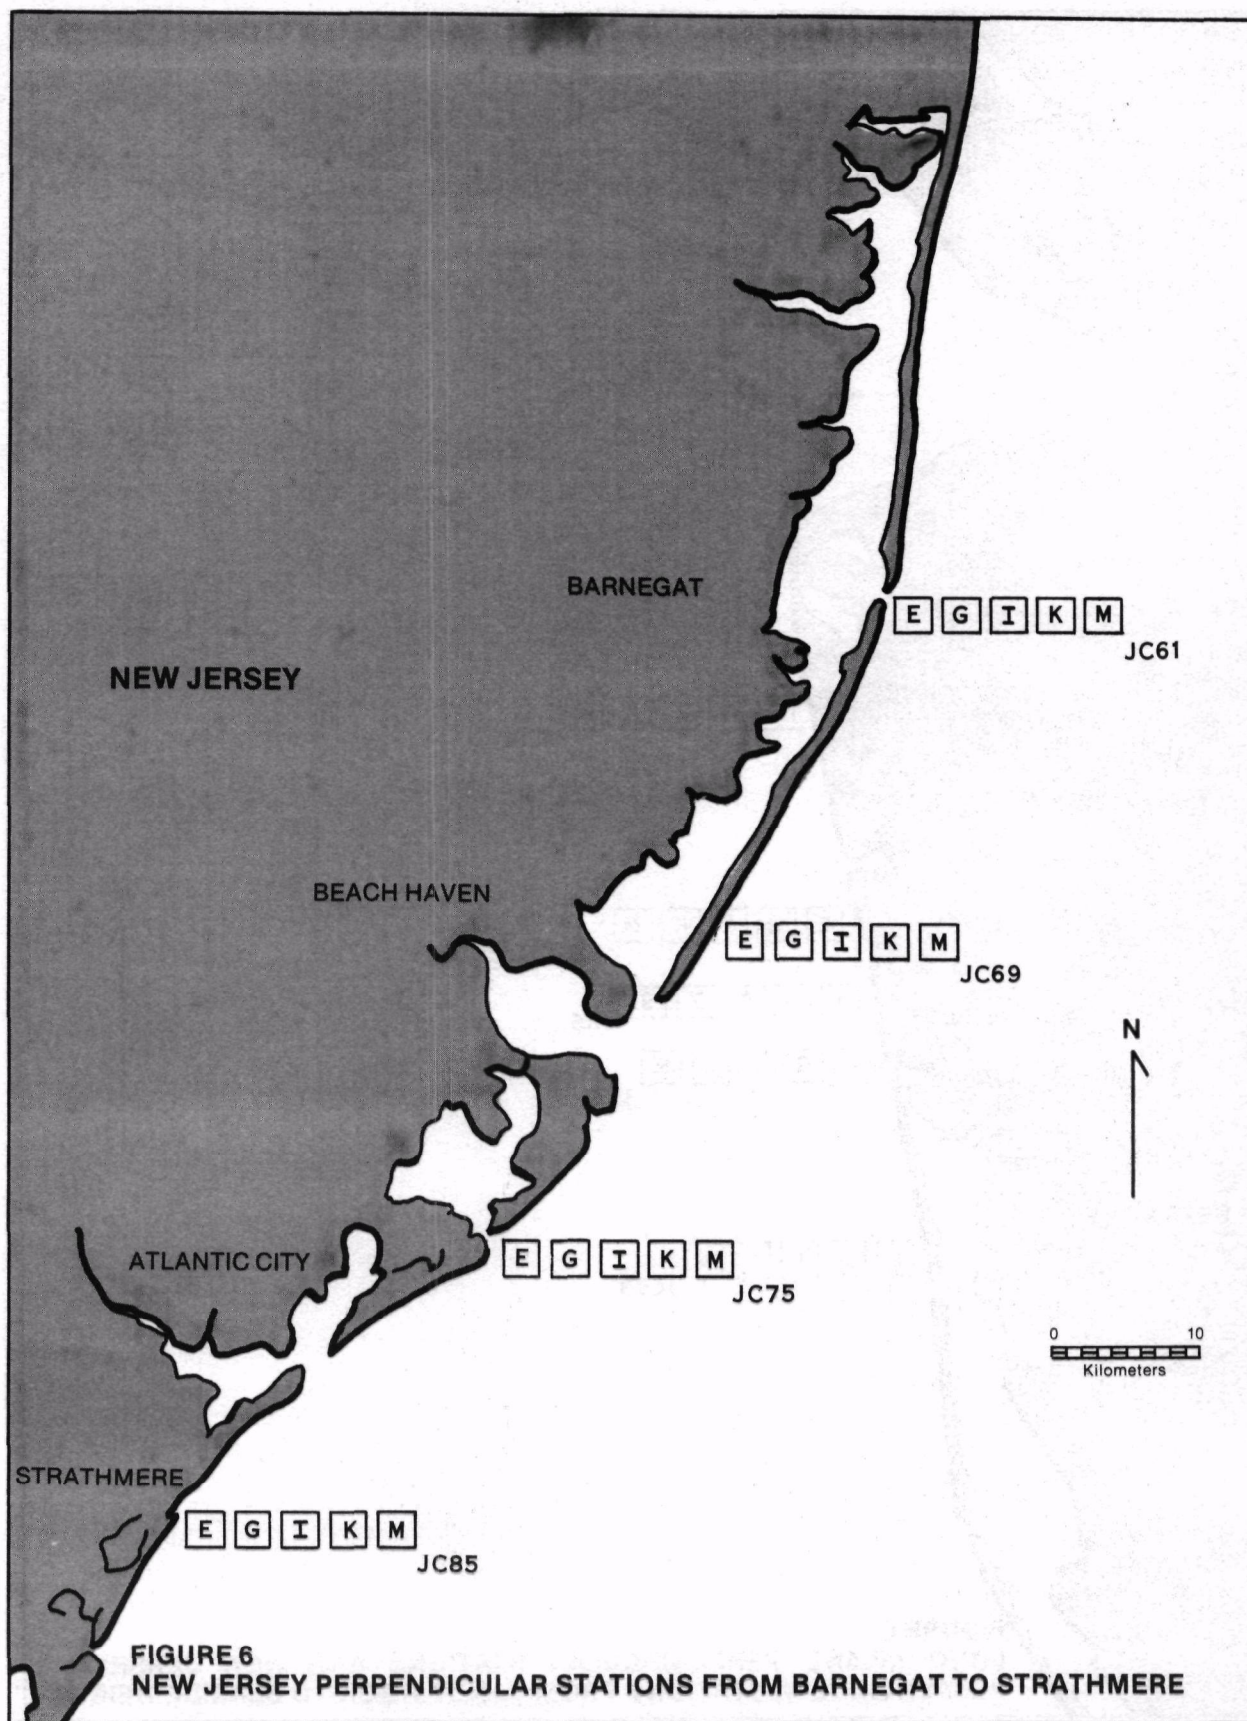 BARNEGAT
E G I K M
JC61
NEW JERSEY
BEACH HAVEN
E G I K M
JC69
N
ATLANTIC CITY
E G I K M
JC75
0 10
Kilometers
STRATHMERE
E G I K M
JC85
FIGURE 6
NEW JERSEY PERPENDICULAR STATIONS FROM BARNEGAT TO STRATHMERE